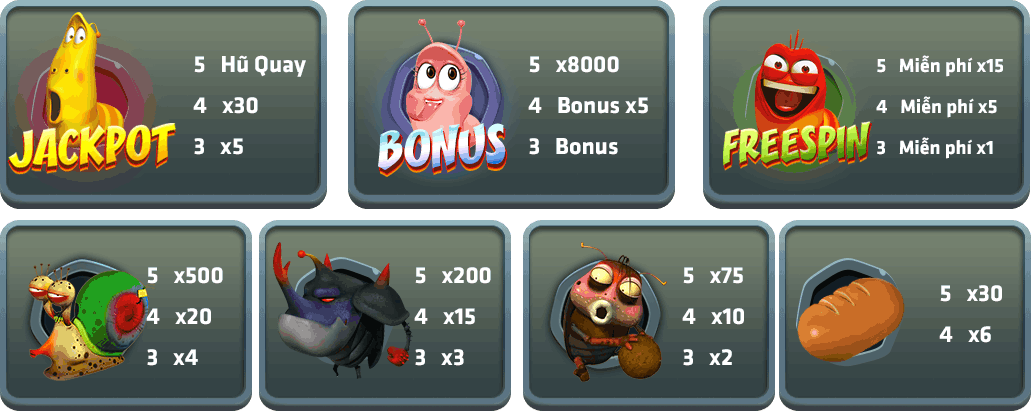 JACKPOT
5 Hũ Quay
4 x30
3 x5
BONUS
5 x8000
4 Bonus x5
3 Bonus
FREESPIN
5 Miễn phí x15
4 Miễn phí x5
3 Miễn phí x1
5 x500
4 x20
3 x4
5 x200
4 x15
3 x3
5 x75
4 x10
3 x2
5 x30
4 x6